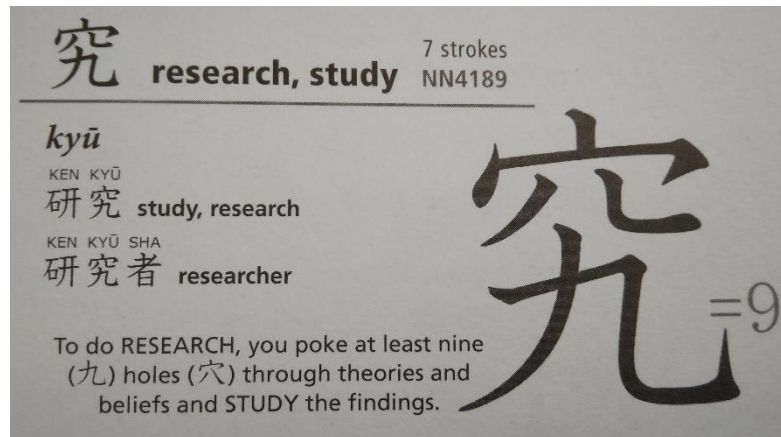 究 research, study 7 strokes
NN4189
kyū
KEN KYŪ
研究 study, research
KEN KYŪ SHA
研究者 researcher
To do RESEARCH, you poke at least nine
(九) holes (穴) through theories and
beliefs and STUDY the findings.
究
=9